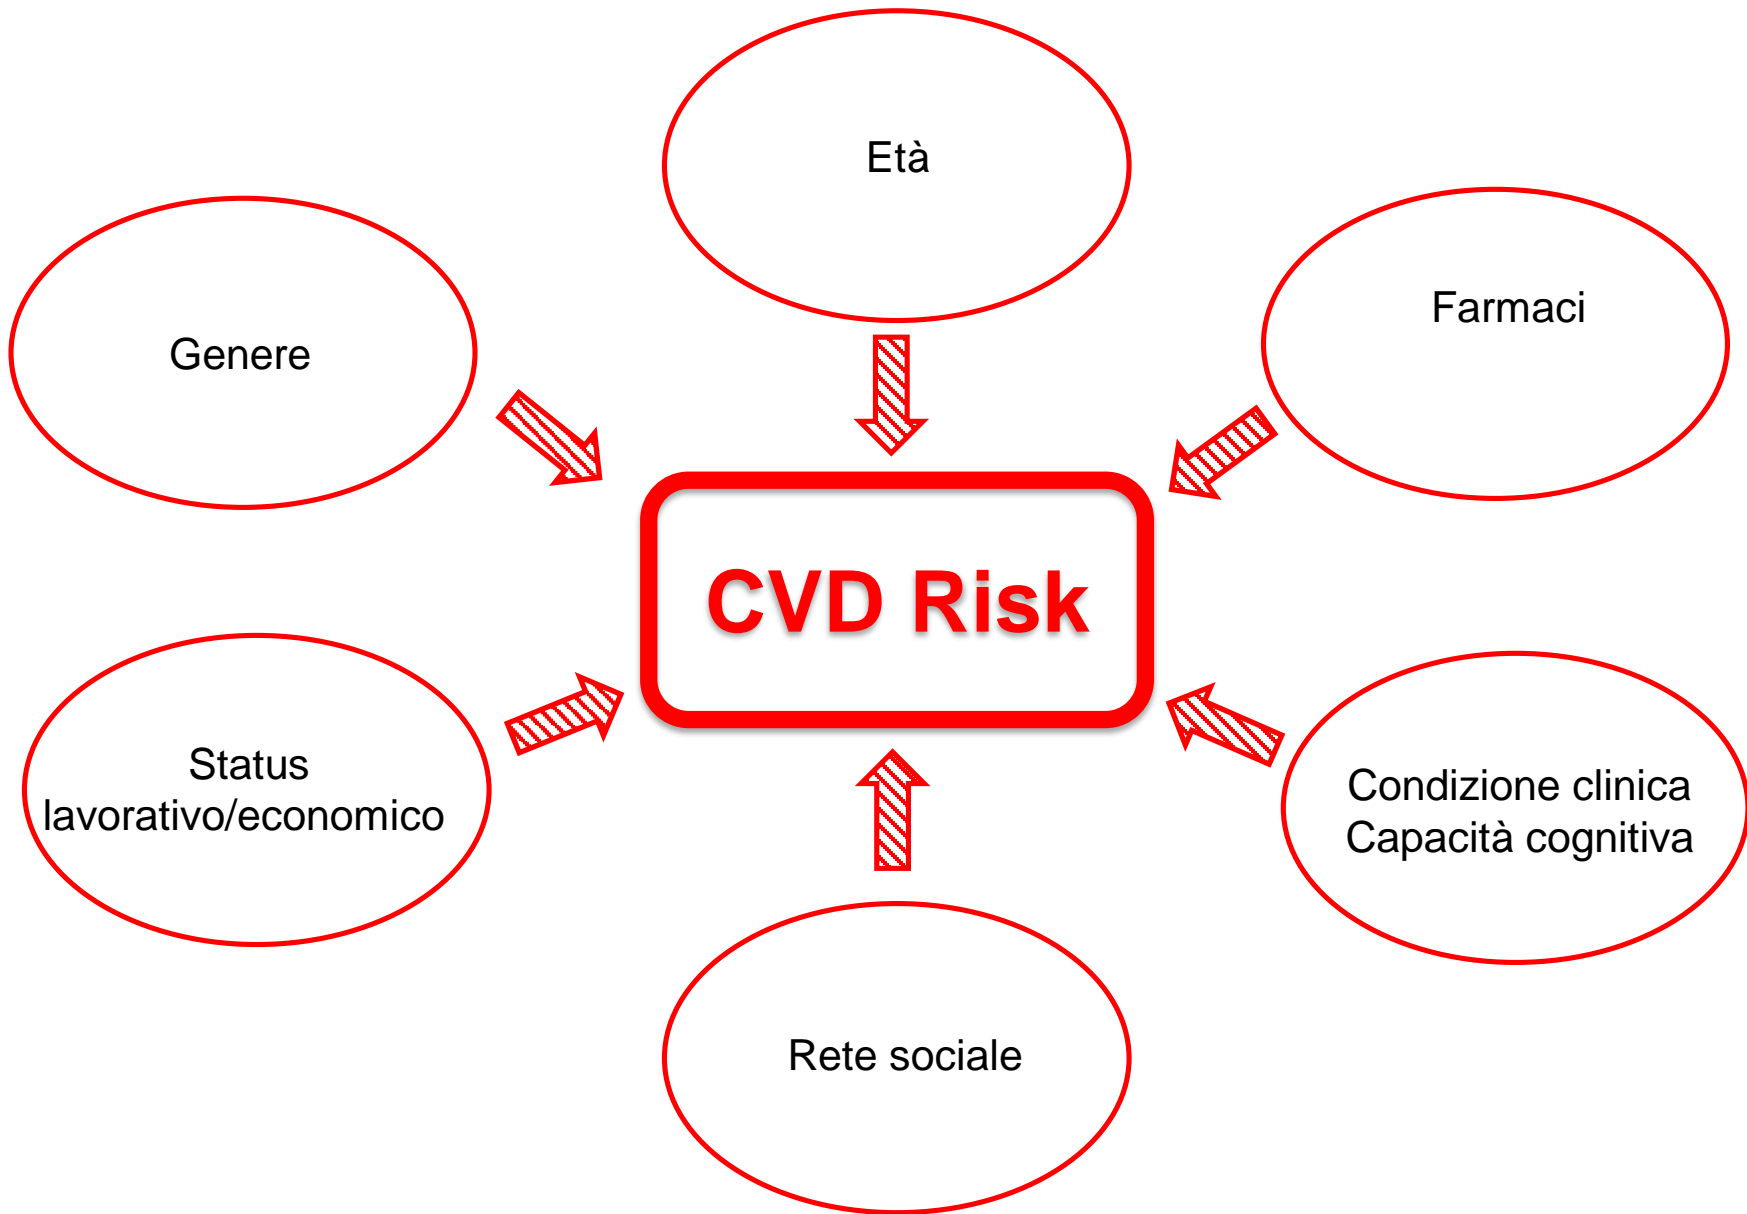 Età
Genere
Farmaci
CVD Risk
Status
lavorativo/economico
Condizione clinica
Capacità cognitiva
Rete sociale